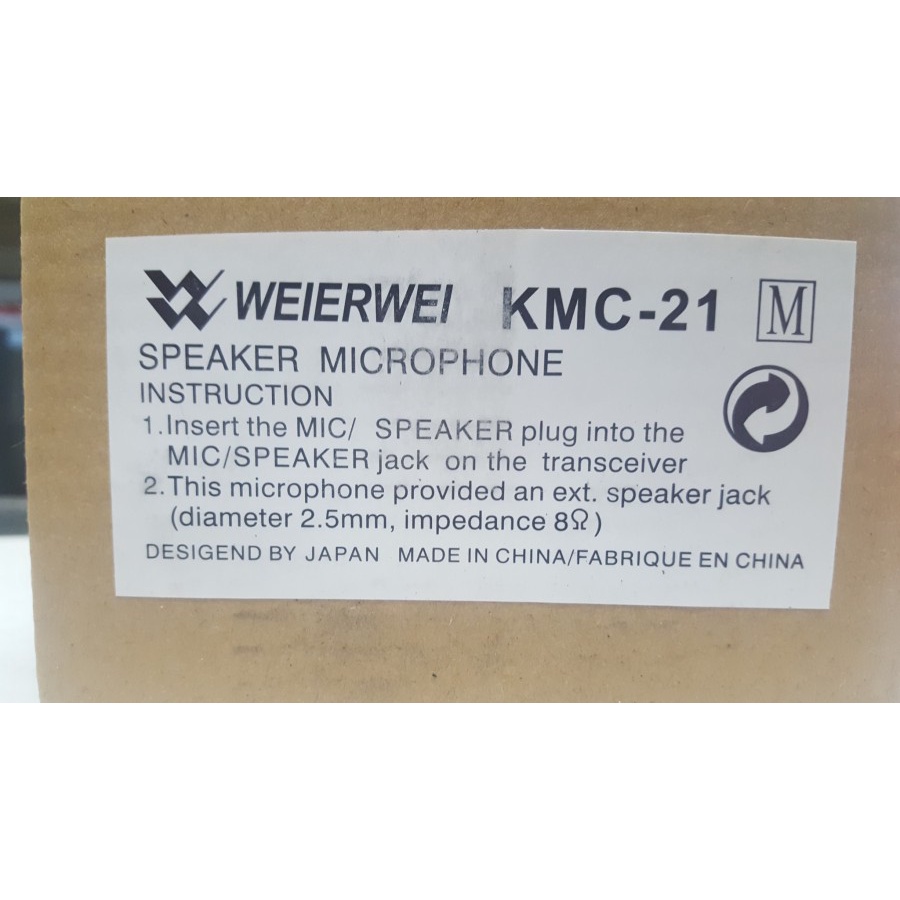 WEIERWEI KMC-21 M
SPEAKER MICROPHONE
INSTRUCTION
1.Insert the MIC/ SPEAKER plug into the
MIC/SPEAKER jack on the transceiver
2.This microphone provided an ext. speaker jack
(diameter 2.5mm, impedance 8Ω)
DESIGEND BY JAPAN MADE IN CHINA/FABRIQUE EN CHINA